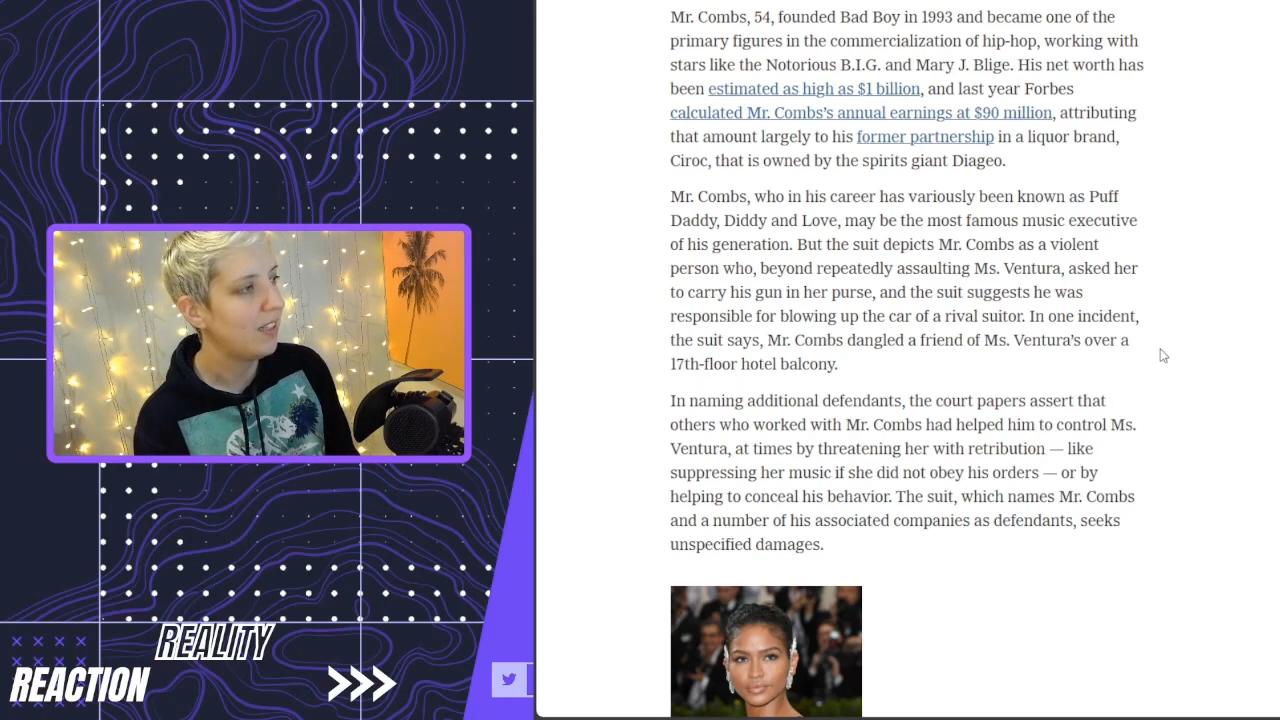 Mr. Combs, 54, founded Bad Boy in 1993 and became one of the
primary figures in the commercialization of hip-hop, working with
stars like the Notorious B.I.G. and Mary J. Blige. His net worth has
been estimated as high as $1 billion, and last year Forbes
calculated Mr. Combs’s annual earnings at $90 million, attributing
that amount largely to his former partnership in a liquor brand,
Ciroc, that is owned by the spirits giant Diageo.
Mr. Combs, who in his career has variously been known as Puff
Daddy, Diddy and Love, may be the most famous music executive
of his generation. But the suit depicts Mr. Combs as a violent
person who, beyond repeatedly assaulting Ms. Ventura, asked her
to carry his gun in her purse, and the suit suggests he was
responsible for blowing up the car of a rival suitor. In one incident,
the suit says, Mr. Combs dangled a friend of Ms. Ventura’s over a
17th-floor hotel balcony.
In naming additional defendants, the court papers assert that
others who worked with Mr. Combs had helped him to control Ms.
Ventura, at times by threatening her with retribution — like
suppressing her music if she did not obey his orders — or by
helping to conceal his behavior. The suit, which names Mr. Combs
and a number of his associated companies as defendants, seeks
unspecified damages.
REALITY
REACTION